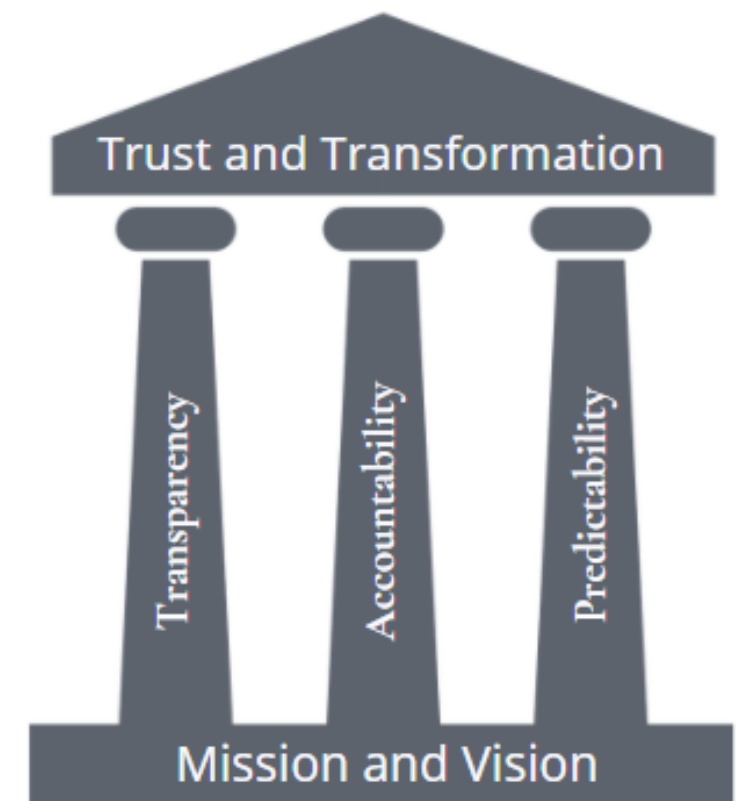 Trust and Transformation
Transparency
Accountability
Predictability
Mission and Vision